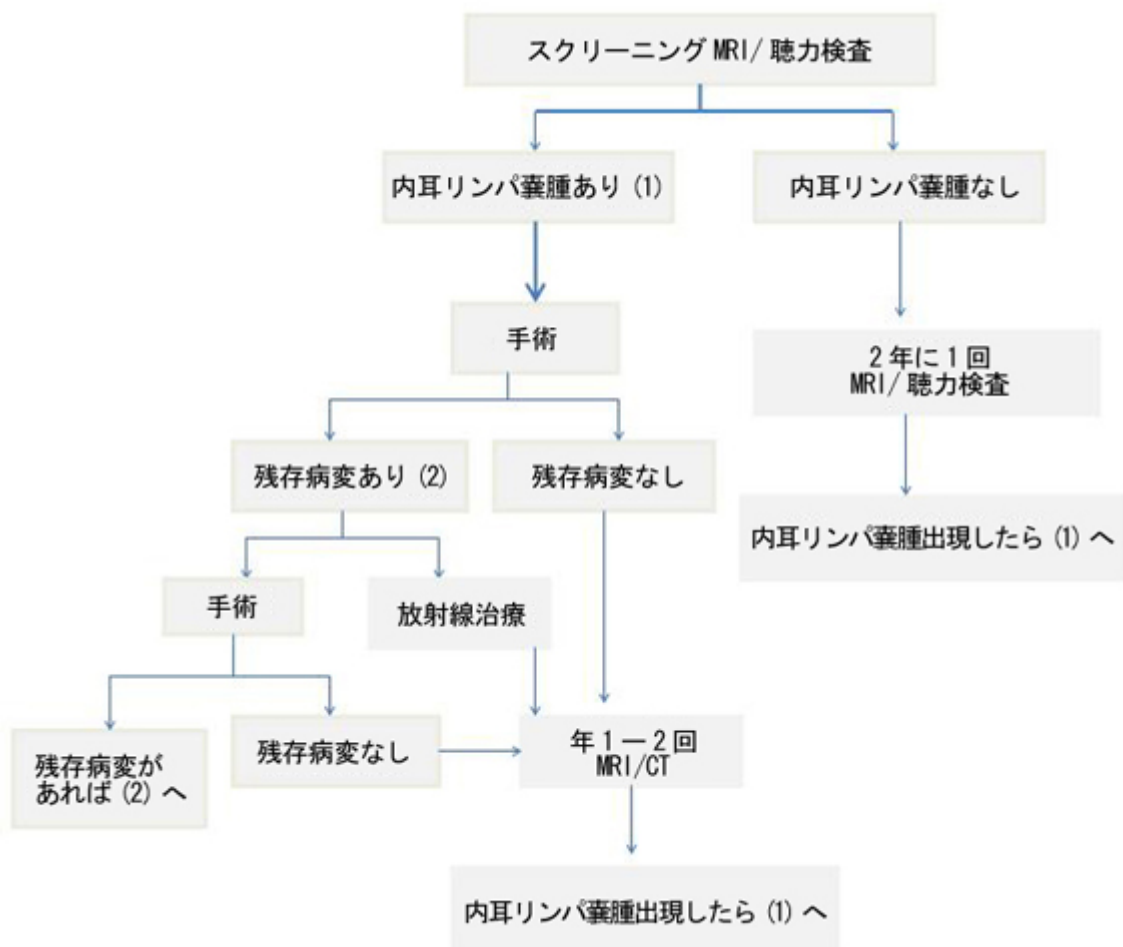 スクリーニング MRI/ 聴力検査
内耳リンパ嚢腫あり (1)
内耳リンパ嚢腫なし
手術
2 年に 1 回
MRI/ 聴力検査
残存病変あり (2)
残存病変なし
内耳リンパ嚢腫出現したら (1) へ
手術
放射線治療
残存病変が
あれば (2) へ
残存病変なし
年 1 ― 2 回
MRI/CT
内耳リンパ嚢腫出現したら (1) へ